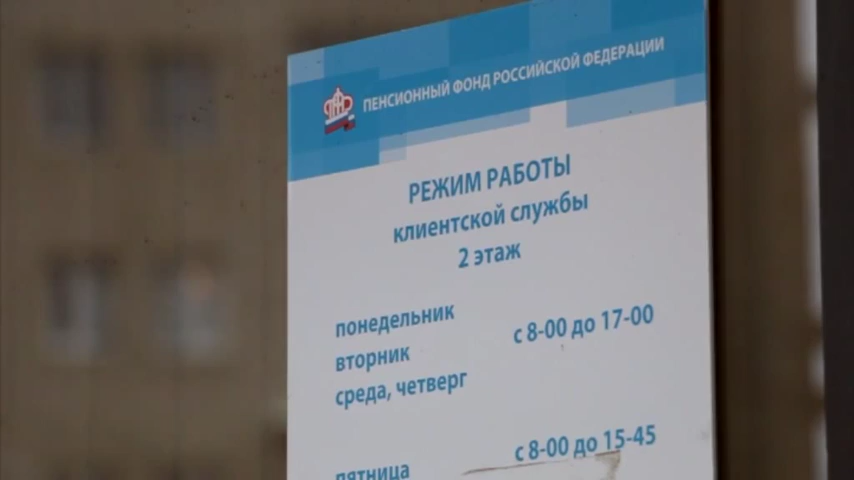 ПЕНСИОННЫЙ ФОНД РОССИЙСКОЙ ФЕДЕРАЦИИ
РЕЖИМ РАБОТЫ
клиентской службы
2 этаж
понедельник
вторник
среда, четверг
с 8-00 до 17-00
пятница
с 8-00 до 15-45